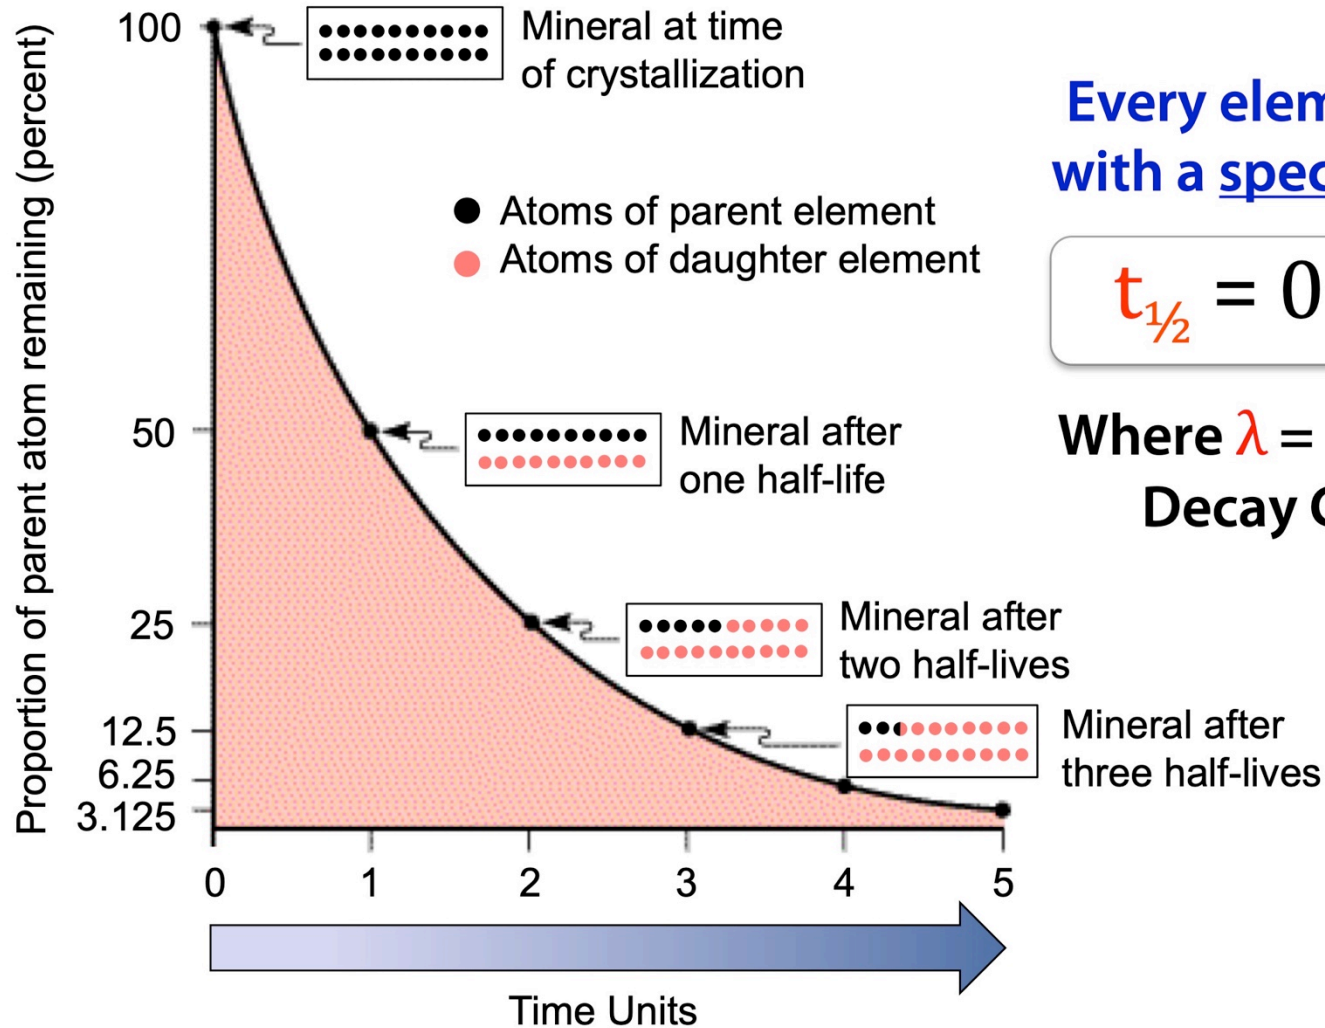 Proportion of parent atom remaining (percent)
100
50
25
12.5
6.25
3.125
Mineral at time
of crystallization
Atoms of parent element
Atoms of daughter element
Mineral after
one half-life
Mineral after
two half-lives
Mineral after
three half-lives
0 1 2 3 4 5
Time Units
Every
with a
t½ = 0
Where λ =
Decay